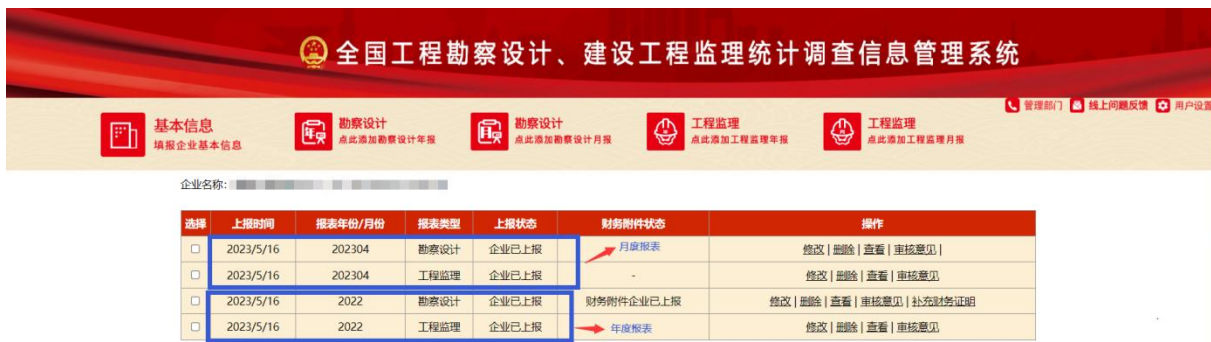 全国工程勘察设计、建设工程监理统计调查信息管理系统
管理部门 线上问题反馈 用户设置
基本信息
填报企业基本信息
年报
勘察设计
点此添加勘察设计年报
月报
勘察设计
点此添加勘察设计月报
工程监理
点此添加工程监理年报
工程监理
点此添加工程监理月报
企业名称:
选择 上报时间 报表年份/月份 报表类型 上报状态 财务附件状态 操作
2023/5/16 202304 勘察设计 企业已上报 月度报表 修改 | 删除 | 查看 | 审核意见 |
2023/5/16 202304 工程监理 企业已上报 - 修改 | 删除 | 查看 | 审核意见
2023/5/16 2022 勘察设计 企业已上报 财务附件企业已上报 修改 | 删除 | 查看 | 审核意见 | 补充财务证明
2023/5/16 2022 工程监理 企业已上报 年度报表 修改 | 删除 | 查看 | 审核意见